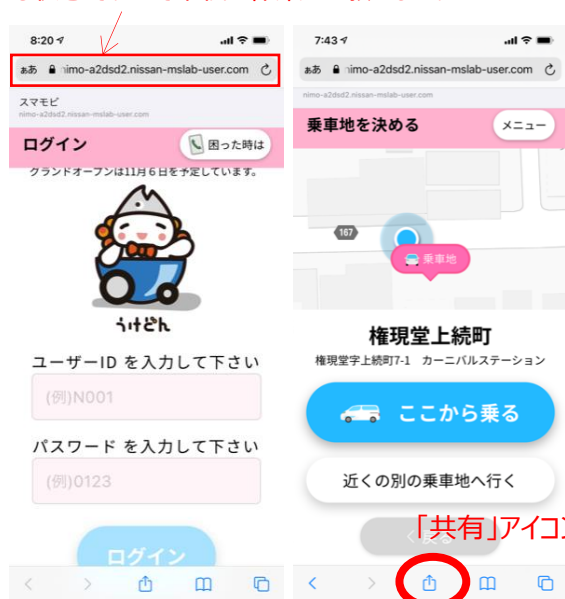 8:20
ああ nimo-a2dsd2.nissan-mslab-user.com
スマモビ
nimo-a2dsd2.nissan-mslab-user.com
ログイン
困った時は
グランドオープンは11月6日を予定しています。
うけどん
ユーザーID を入力して下さい
(例)N001
パスワード を入力して下さい
(例)0123
ログイン
7:43
ああ nimo-a2dsd2.nissan-mslab-user.com
nimo-a2dsd2.nissan-mslab-user.com
乗車地を決める
メニュー
167
乗車地
権現堂上続町
権現堂字上続町7-1 カーニバルステーション
ここから乗る
近くの別の乗車地へ行く
「共有」アイコン